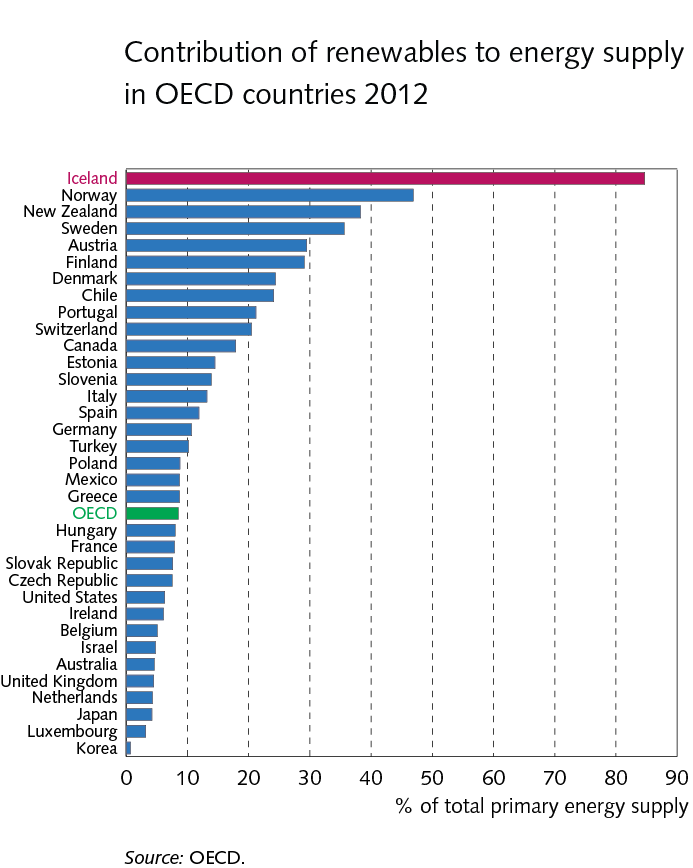 Contribution of renewables to energy supply
in OECD countries 2012
Iceland
Norway
New Zealand
Sweden
Austria
Finland
Denmark
Chile
Portugal
Switzerland
Canada
Estonia
Slovenia
Italy
Spain
Germany
Turkey
Poland
Mexico
Greece
OECD
Hungary
France
Slovak Republic
Czech Republic
United States
Ireland
Belgium
Israel
Australia
United Kingdom
Netherlands
Japan
Luxembourg
Korea
0 10 20 30 40 50 60 70 80 90
% of total primary energy supply
Source: OECD.